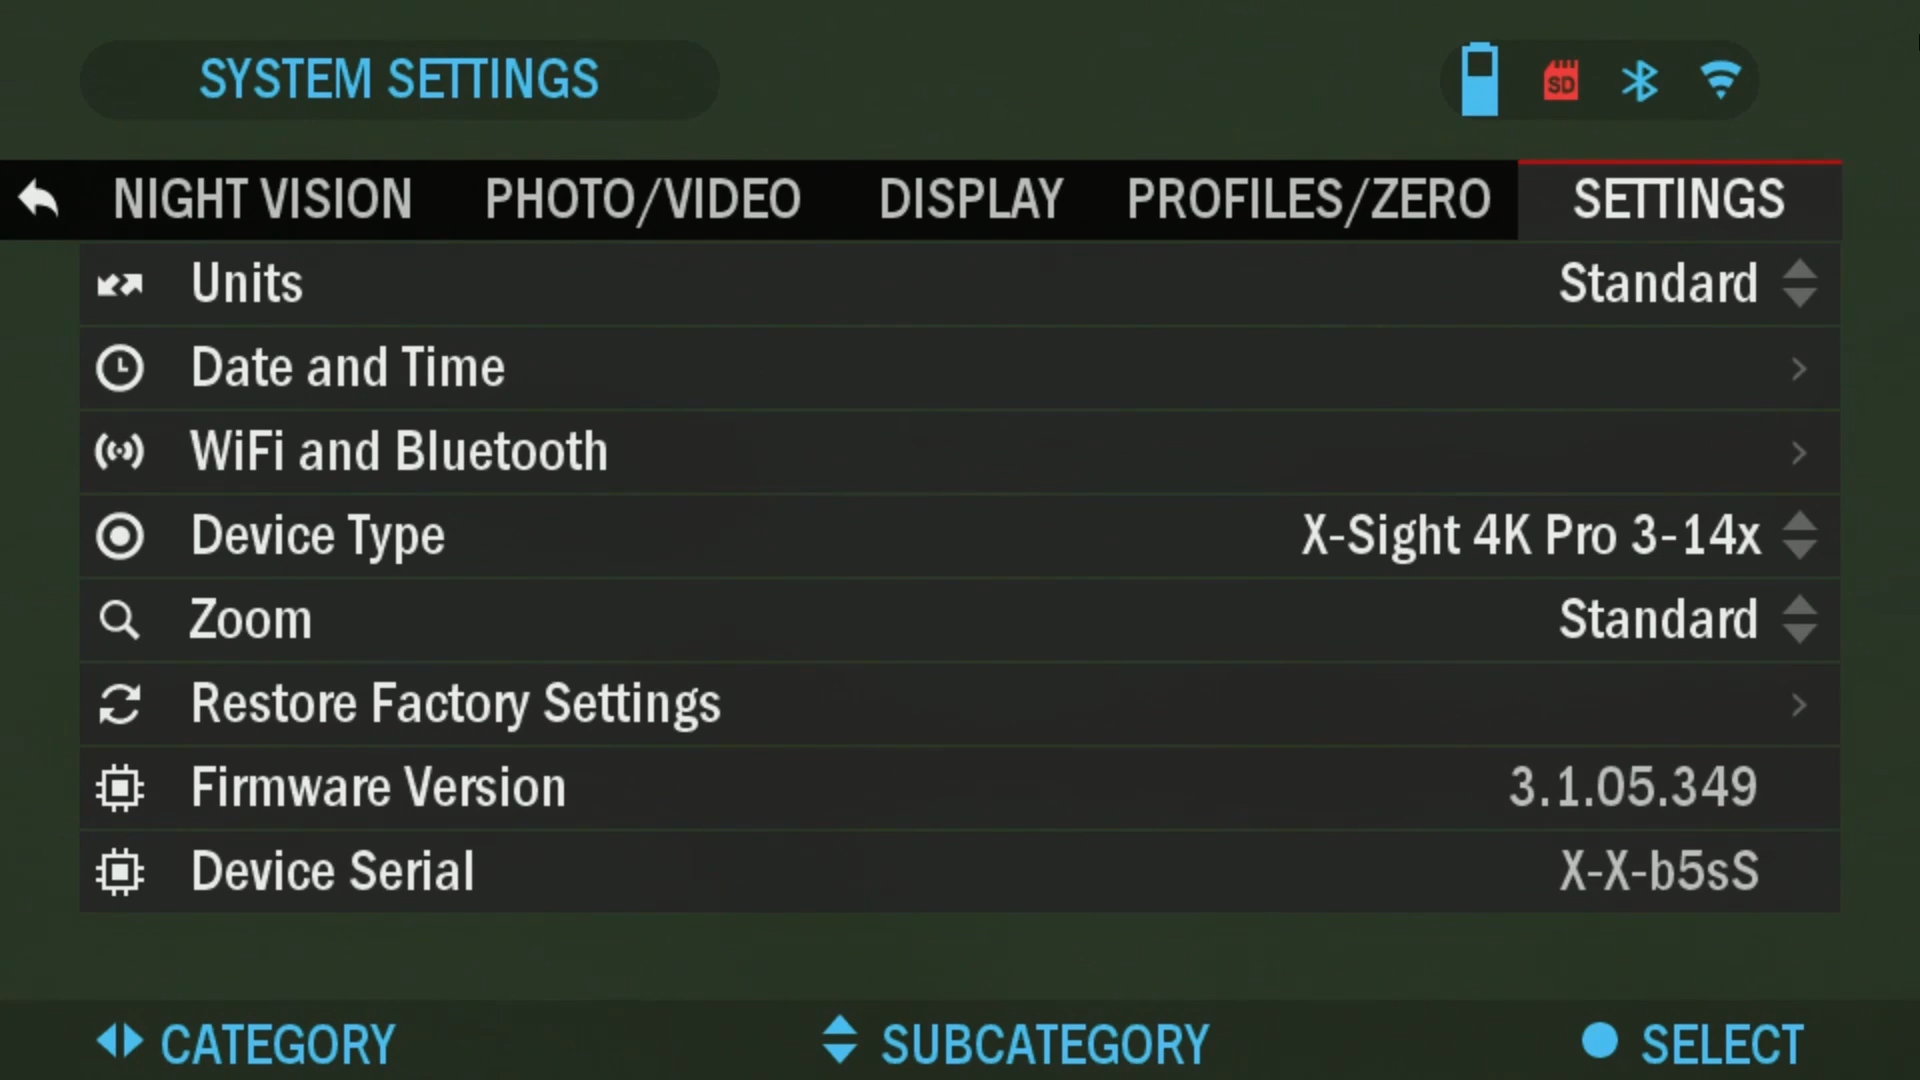 SYSTEM SETTINGS
SD
NIGHT VISION PHOTO/VIDEO DISPLAY PROFILES/ZERO SETTINGS
Units Standard
Date and Time
WiFi and Bluetooth
Device Type X-Sight 4K Pro 3-14x
Zoom Standard
Restore Factory Settings
Firmware Version 3.1.05.349
Device Serial X-X-b5sS
CATEGORY SUBCATEGORY SELECT